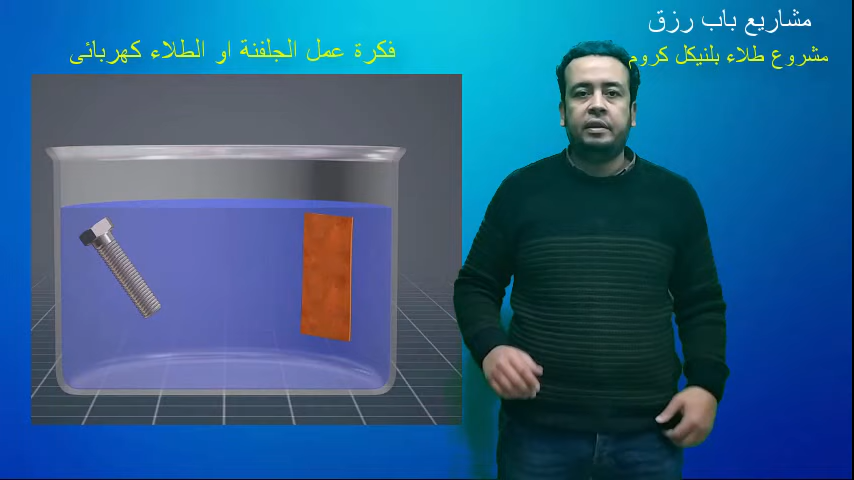 مشاريع باب رزق
مشروع طلاء بلنيكل كروم
فكرة عمل الجلفنة او الطلاء كهربائى